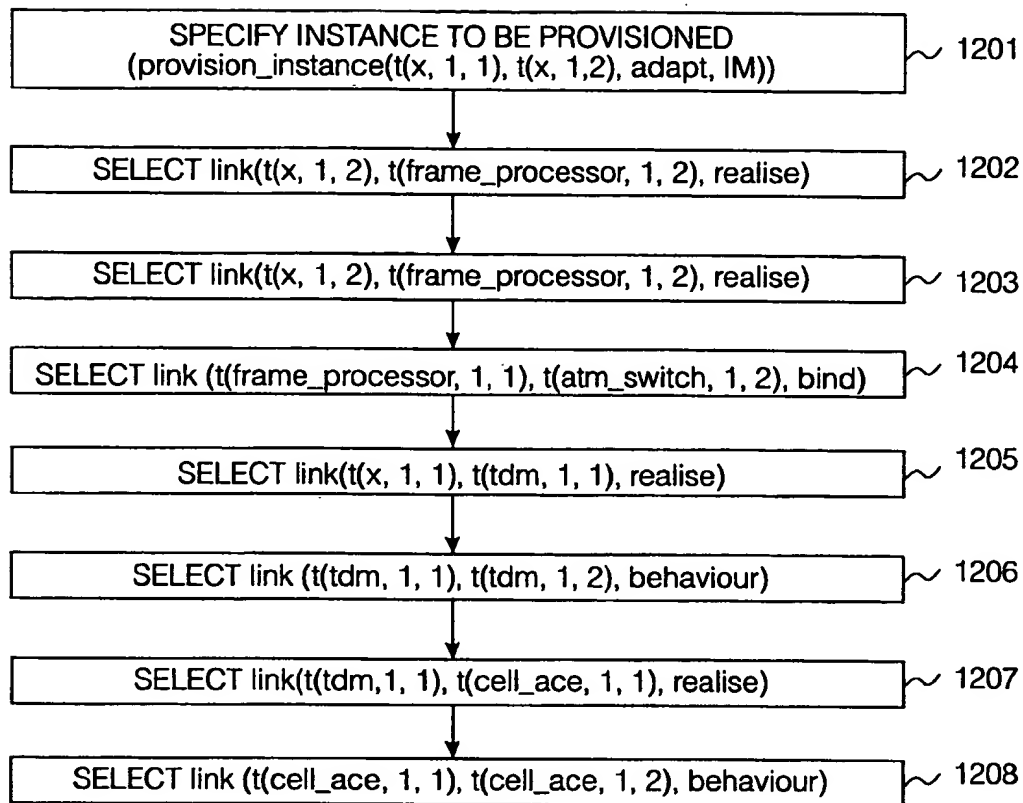 SPECIFY INSTANCE TO BE PROVISIONED
(provision_instance(t(x, 1, 1), t(x, 1,2), adapt, IM))
1201
SELECT link(t(x, 1, 2), t(frame_processor, 1, 2), realise)
1202
SELECT link(t(x, 1, 2), t(frame_processor, 1, 2), realise)
1203
SELECT link (t(frame_processor, 1, 1), t(atm_switch, 1, 2), bind)
1204
SELECT link(t(x, 1, 1), t(tdm, 1, 1), realise)
1205
SELECT link (t(tdm, 1, 1), t(tdm, 1, 2), behaviour)
1206
SELECT link(t(tdm,1, 1), t(cell_ace, 1, 1), realise)
1207
SELECT link (t(cell_ace, 1, 1), t(cell_ace, 1, 2), behaviour)
1208